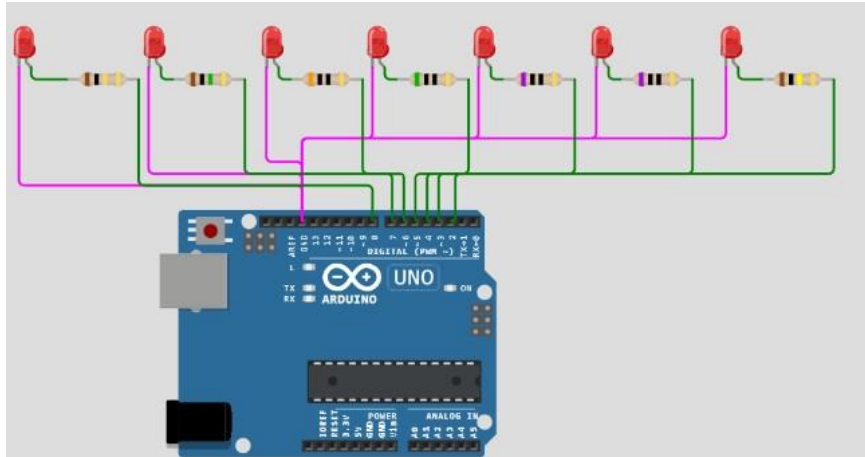 AREF
GND
13
12
~11
~10
~9
8
7
~6
~5
4
~3
2
TX→1
RX←0
DIGITAL (PWM ~)
L
UNO
TX
RX
ON
ARDUINO
IOREF
RESET
3.3V
5V
GND
GND
Vin
POWER
ANALOG IN
A0
A1
A2
A3
A4
A5